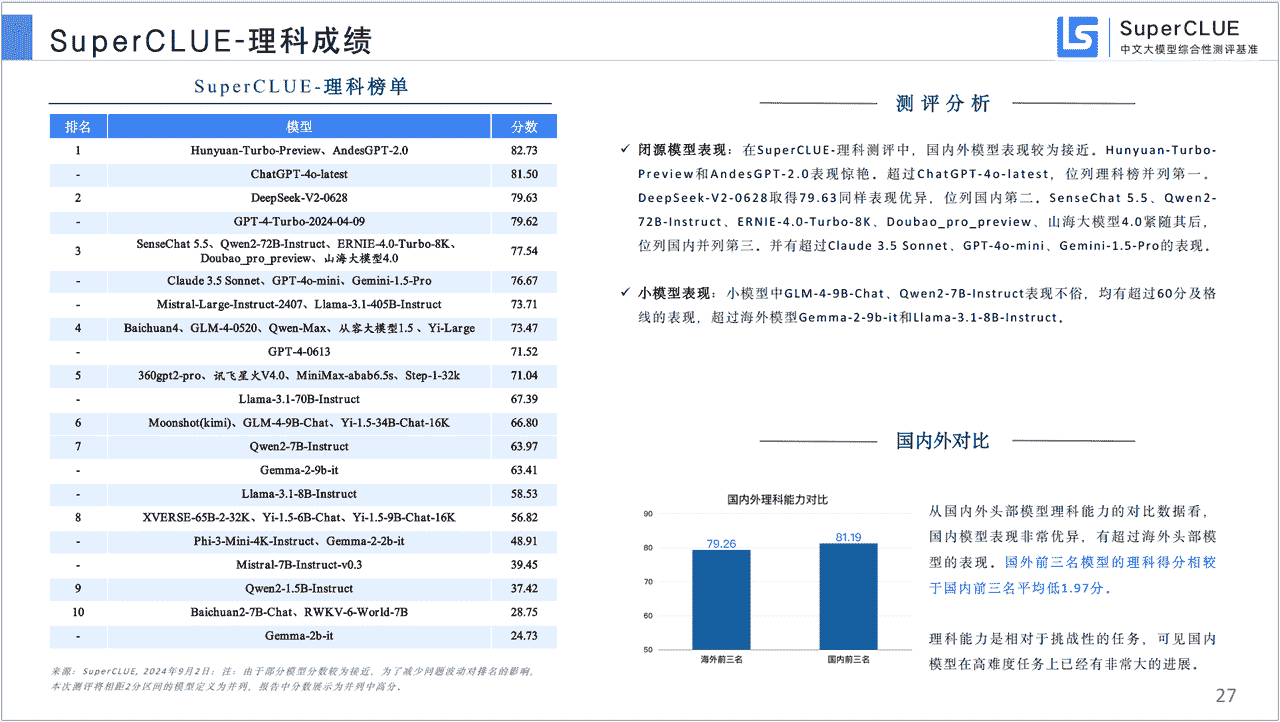 SuperCLUE-理科成绩
SuperCLUE
中文大模型综合性测评基准
SuperCLUE-理科榜单
排名 模型 分数
1 Hunyuan-Turbo-Preview、AndesGPT-2.0 82.73
- ChatGPT-4o-latest 81.50
2 DeepSeek-V2-0628 79.63
- GPT-4-Turbo-2024-04-09 79.62
3 SenseChat 5.5、Qwen2-72B-Instruct、ERNIE-4.0-Turbo-8K、
Doubao_pro_preview、山海大模型4.0 77.54
- Claude 3.5 Sonnet、GPT-4o-mini、Gemini-1.5-Pro 76.67
- Mistral-Large-Instruct-2407、Llama-3.1-405B-Instruct 73.71
4 Baichuan4、GLM-4-0520、Qwen-Max、从容大模型1.5 、Yi-Large 73.47
- GPT-4-0613 71.52
5 360gpt2-pro、讯飞星火V4.0、MiniMax-abab6.5s、Step-1-32k 71.04
- Llama-3.1-70B-Instruct 67.39
6 Moonshot(kimi)、GLM-4-9B-Chat、Yi-1.5-34B-Chat-16K 66.80
7 Qwen2-7B-Instruct 63.97
- Gemma-2-9b-it 63.41
- Llama-3.1-8B-Instruct 58.53
8 XVERSE-65B-2-32K、Yi-1.5-6B-Chat、Yi-1.5-9B-Chat-16K 56.82
- Phi-3-Mini-4K-Instruct、Gemma-2-2b-it 48.91
- Mistral-7B-Instruct-v0.3 39.45
9 Qwen2-1.5B-Instruct 37.42
10 Baichuan2-7B-Chat、RWKV-6-World-7B 28.75
- Gemma-2b-it 24.73
来源：SuperCLUE, 2024年9月2日；注：由于部分模型分数较为接近，为了减少问题波动对排名的影响，
本次测评将相距2分区间的模型定义为并列，报告中分数展示为并列中高分。
测评分析
✓ 闭源模型表现：在SuperCLUE-理科测评中，国内外模型表现较为接近。Hunyuan-Turbo-
Preview和AndesGPT-2.0表现惊艳。超过ChatGPT-4o-latest，位列理科榜并列第一。
DeepSeek-V2-0628取得79.63同样表现优异，位列国内第二。SenseChat 5.5、Qwen2-
72B-Instruct、ERNIE-4.0-Turbo-8K、Doubao_pro_preview、山海大模型4.0紧随其后，
位列国内并列第三。并有超过Claude 3.5 Sonnet、GPT-4o-mini、Gemini-1.5-Pro的表现。
✓ 小模型表现：小模型中GLM-4-9B-Chat、Qwen2-7B-Instruct表现不俗，均有超过60分及格
线的表现，超过海外模型Gemma-2-9b-it和Llama-3.1-8B-Instruct。
国内外对比
国内外理科能力对比
90
80
70
60
50
79.26
81.19
海外前三名
国内前三名
从国内外头部模型理科能力的对比数据看，
国内模型表现非常优异，有超过海外头部模
型的表现。国外前三名模型的理科得分相较
于国内前三名平均低1.97分。
理科能力是相对于挑战性的任务，可见国内
模型在高难度任务上已经有非常大的进展。
27